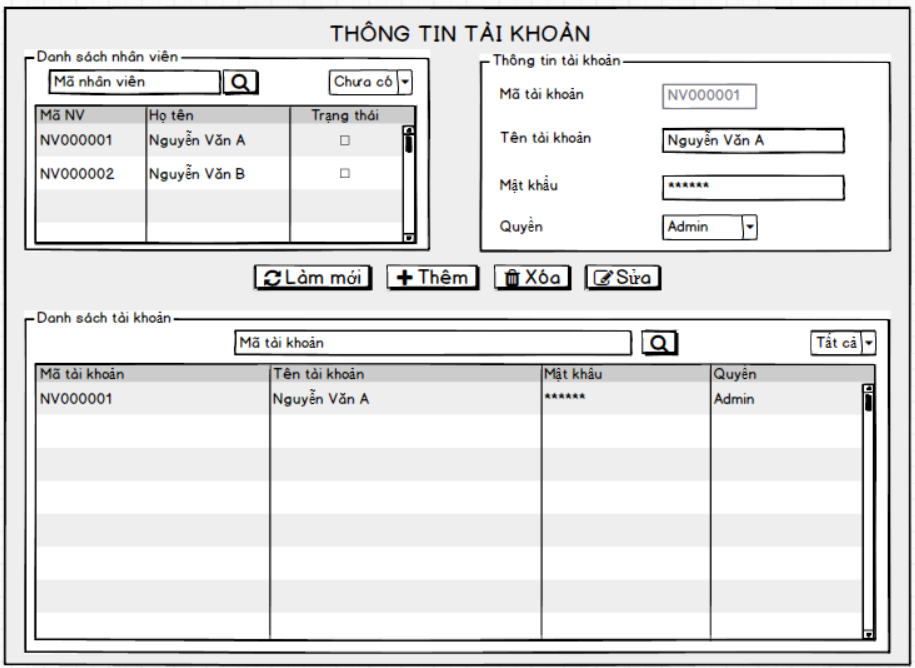 THÔNG TIN TÀI KHOẢN
Danh sách nhân viên
Mã nhân viên
Chưa có
Mã NV Họ tên Trạng thái
NV000001 Nguyễn Văn A
NV000002 Nguyễn Văn B
Thông tin tài khoản
Mã tài khoản NV000001
Tên tài khoản Nguyễn Văn A
Mật khẩu ******
Quyền Admin
Làm mới Thêm Xóa Sửa
Danh sách tài khoản
Mã tài khoản
Tất cả
Mã tài khoản Tên tài khoản Mật khẩu Quyền
NV000001 Nguyễn Văn A ****** Admin